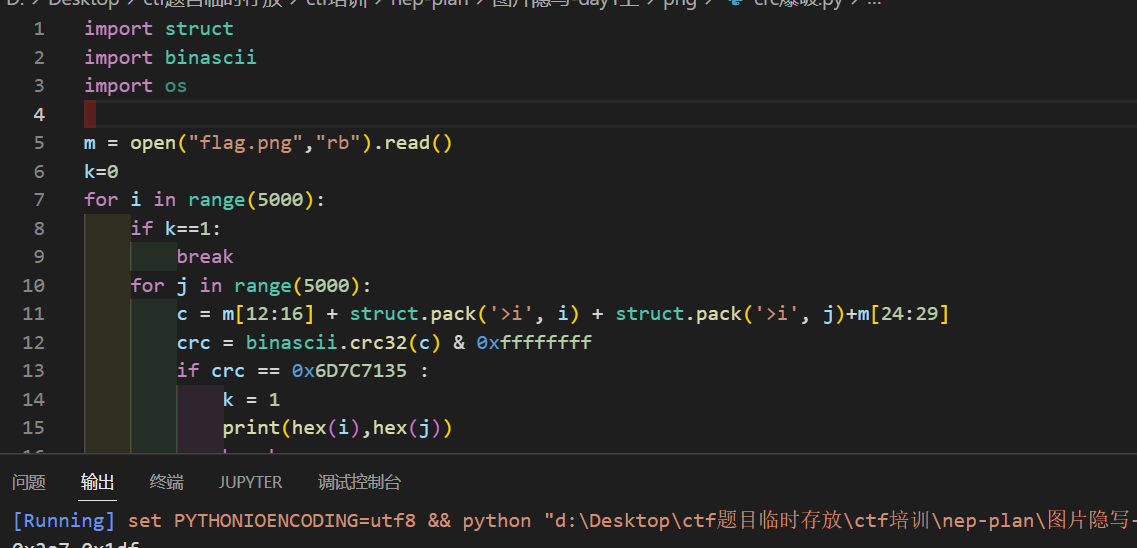 D: > Desktop > ctf题目临时存放 > ctf培训 > nep-plan > 图片隐写-day1上 > png > crc爆破.py > ...
1 import struct
2 import binascii
3 import os
4
5 m = open("flag.png","rb").read()
6 k=0
7 for i in range(5000):
8 if k==1:
9 break
10 for j in range(5000):
11 c = m[12:16] + struct.pack('>i', i) + struct.pack('>i', j)+m[24:29]
12 crc = binascii.crc32(c) & 0xffffffff
13 if crc == 0x6D7C7135 :
14 k = 1
15 print(hex(i),hex(j))
问题 输出 终端 JUPYTER 调试控制台
[Running] set PYTHONIOENCODING=utf8 && python "d:\Desktop\ctf题目临时存放\ctf培训\nep-plan\图片隐写-